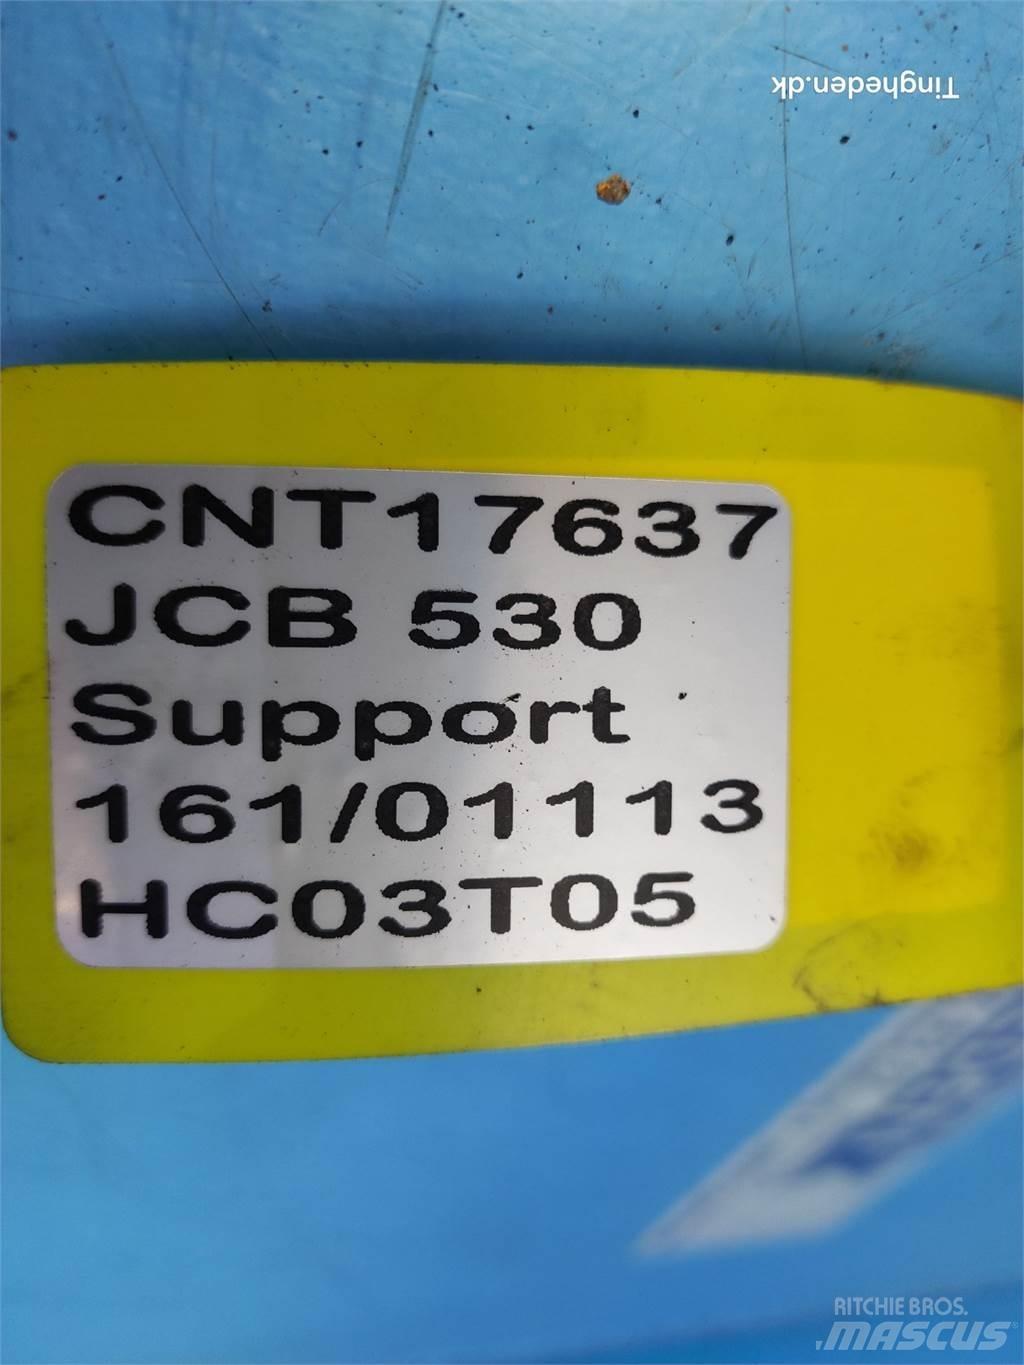 Tingheden.dk
CNT17637
JCB 530
Support
161/01113
HC03T05
RITCHIE BROS.
MASCUS